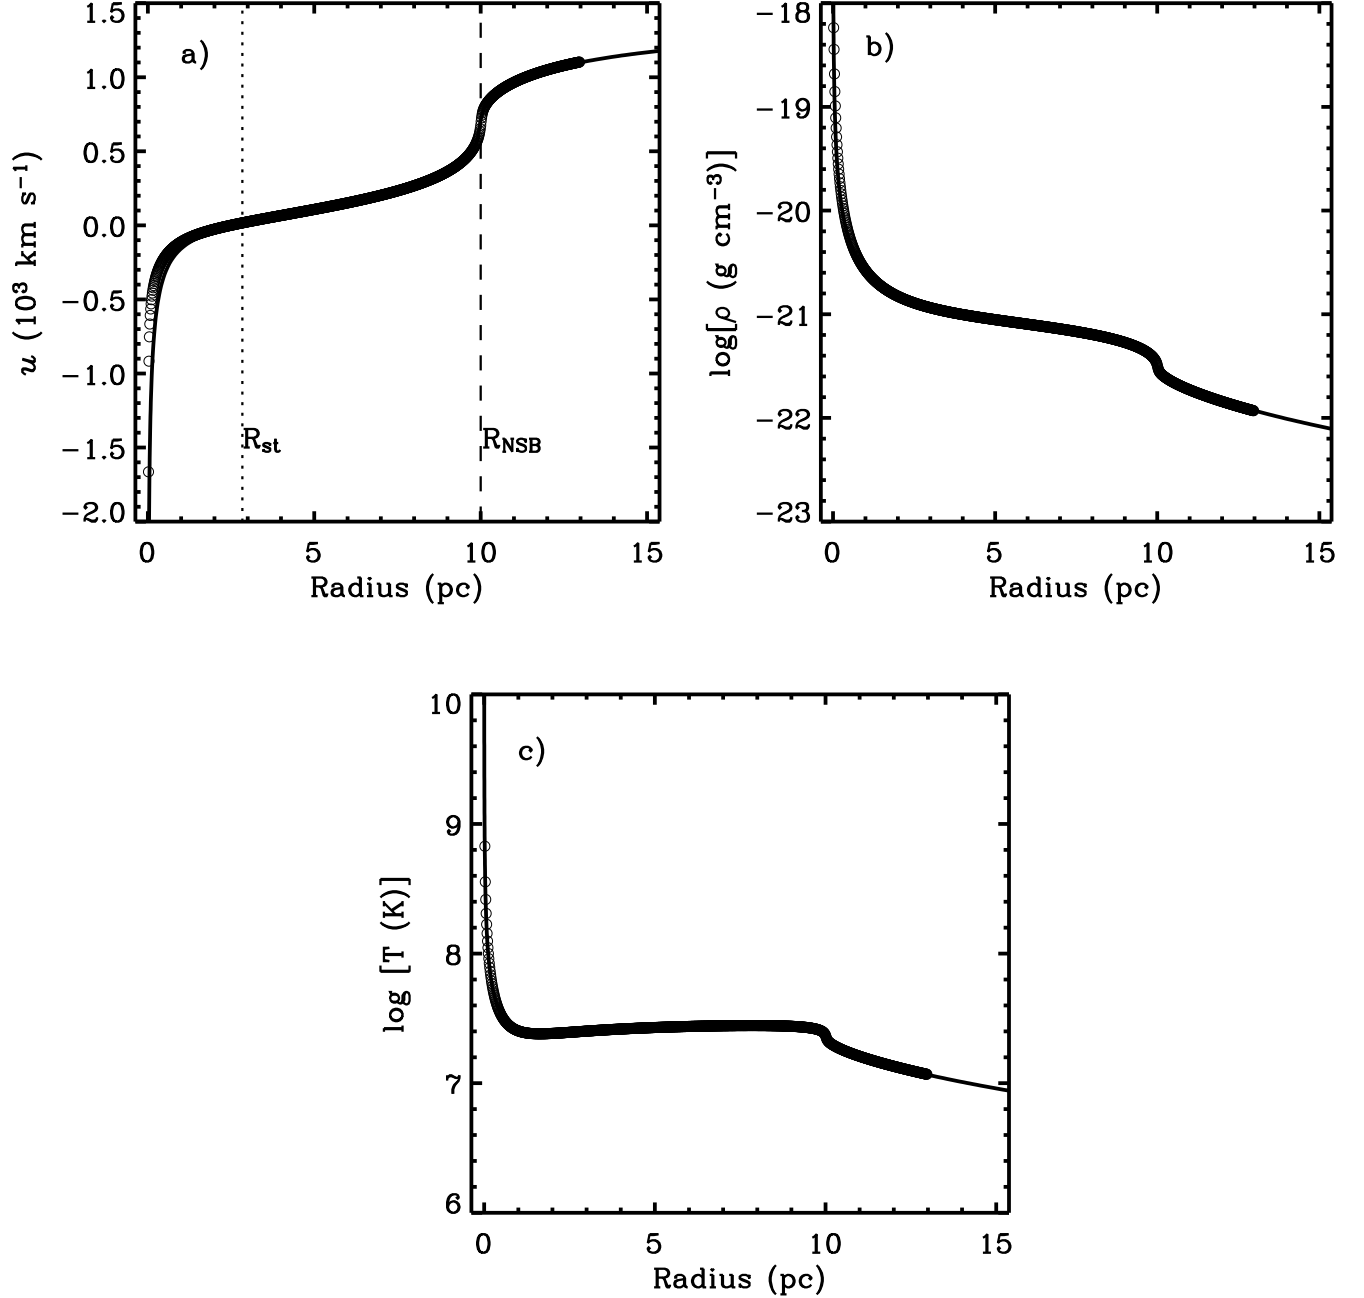 a)
1.5
1.0
0.5
0.0
−0.5
−1.0
−1.5
−2.0
u (10³ km s⁻¹)
R_st
R_NSB
0 5 10 15
Radius (pc)
b)
−18
−19
−20
−21
−22
−23
log[ρ (g cm⁻³)]
0 5 10 15
Radius (pc)
c)
10
9
8
7
6
log [T (K)]
0 5 10 15
Radius (pc)